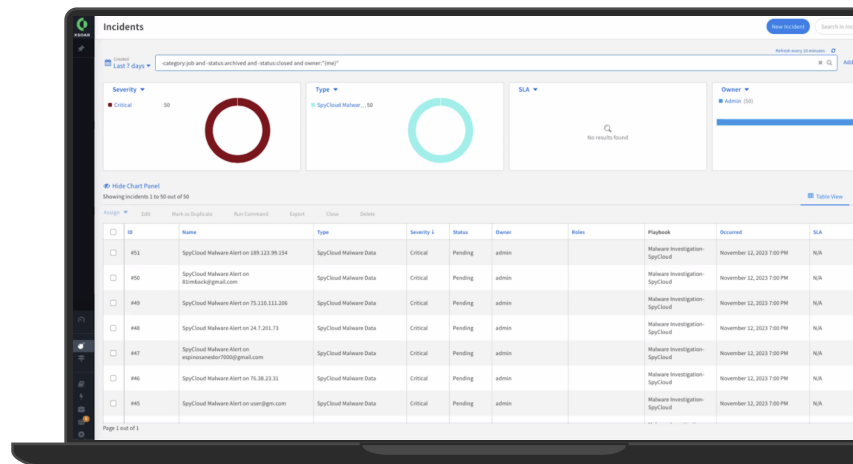 XSOAR
Incidents
New Incident
Search in Inc
Refresh every 10 minutes
Created
Last 7 days
-category:job and -status:archived and -status:closed and owner:"{me}"
Add
Severity
Critical 50
Type
SpyCloud Malwar... 50
SLA
No results found
Owner
Admin (50)
Hide Chart Panel
Showing incidents 1 to 50 out of 50
Table View
Assign Edit Mark as Duplicate Run Command Export Close Delete
ID Name Type Severity Status Owner Roles Playbook Occurred SLA
#51 SpyCloud Malware Alert on 189.123.99.154 SpyCloud Malware Data Critical Pending admin Malware Investigation- November 12, 2023 7:00 PM N/A
SpyCloud
#50 SpyCloud Malware Alert on SpyCloud Malware Data Critical Pending admin Malware Investigation- November 12, 2023 7:00 PM N/A
81imback@gmail.com SpyCloud
#49 SpyCloud Malware Alert on 75.110.111.206 SpyCloud Malware Data Critical Pending admin Malware Investigation- November 12, 2023 7:00 PM N/A
SpyCloud
#48 SpyCloud Malware Alert on 24.7.201.73 SpyCloud Malware Data Critical Pending admin Malware Investigation- November 12, 2023 7:00 PM N/A
SpyCloud
#47 SpyCloud Malware Alert on SpyCloud Malware Data Critical Pending admin Malware Investigation- November 12, 2023 7:00 PM N/A
espinosanestor7000@gmail.com SpyCloud
#46 SpyCloud Malware Alert on 76.38.23.31 SpyCloud Malware Data Critical Pending admin Malware Investigation- November 12, 2023 7:00 PM N/A
SpyCloud
#45 SpyCloud Malware Alert on user@gm.com SpyCloud Malware Data Critical Pending admin Malware Investigation- November 12, 2023 7:00 PM N/A
SpyCloud
Page 1 out of 1